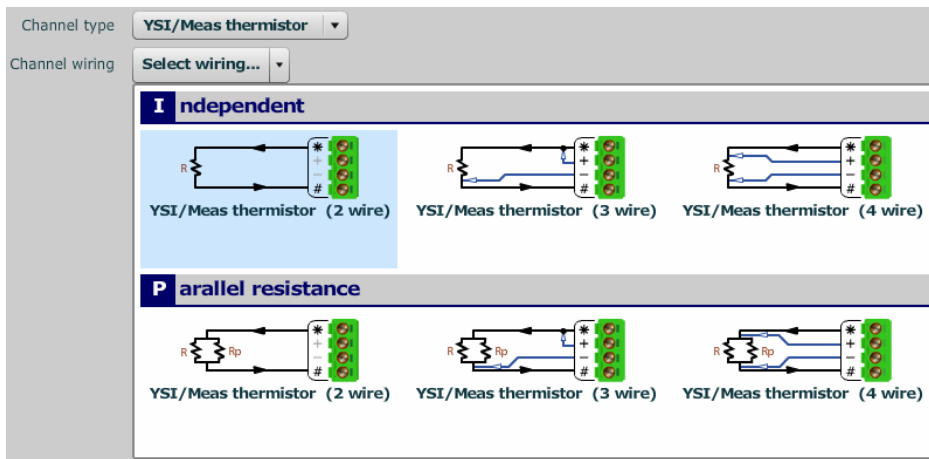 Channel type YSI/Meas thermistor
Channel wiring Select wiring...
I ndependent
R * + − #
R * + − #
R * + − #
YSI/Meas thermistor (2 wire) YSI/Meas thermistor (3 wire) YSI/Meas thermistor (4 wire)
P arallel resistance
R Rp * + − #
R Rp * + − #
R Rp * + − #
YSI/Meas thermistor (2 wire) YSI/Meas thermistor (3 wire) YSI/Meas thermistor (4 wire)